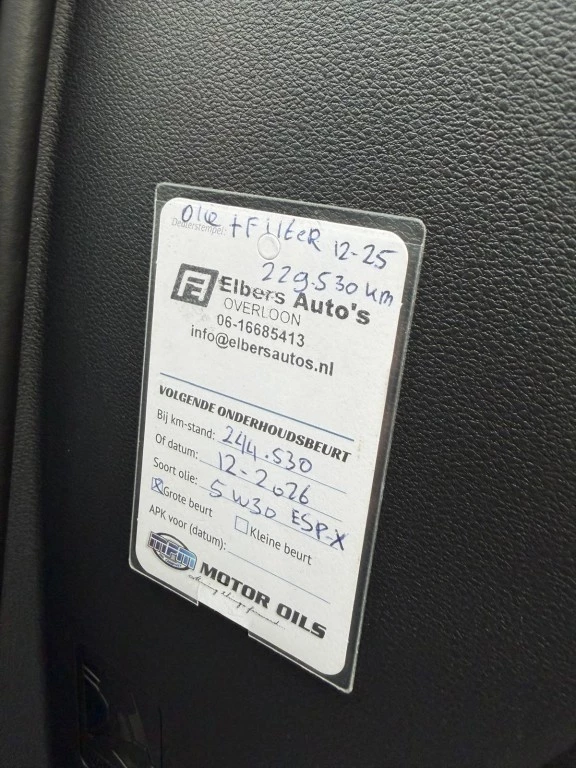 Olie + Filter 12-25
Dealerstempel:
229.530 km
Elbers Auto's
OVERLOON
06-16685413
info@elbersautos.nl
VOLGENDE ONDERHOUDSBEURT
Bij km-stand: 244.530
Of datum: 12-2026
Soort olie: 5W30 ESP-X
Grote beurt Kleine beurt
APK voor (datum):
MOTOR OILS